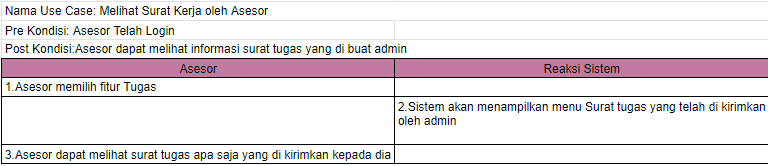 Nama Use Case: Melihat Surat Kerja oleh Asesor
Pre Kondisi: Asesor Telah Login
Post Kondisi:Asesor dapat melihat informasi surat tugas yang di buat admin
Asesor
Reaksi Sistem
1.Asesor memilih fitur Tugas
2.Sistem akan menampilkan menu Surat tugas yang telah di kirimkan
oleh admin
3.Asesor dapat melihat surat tugas apa saja yang di kirimkan kepada dia